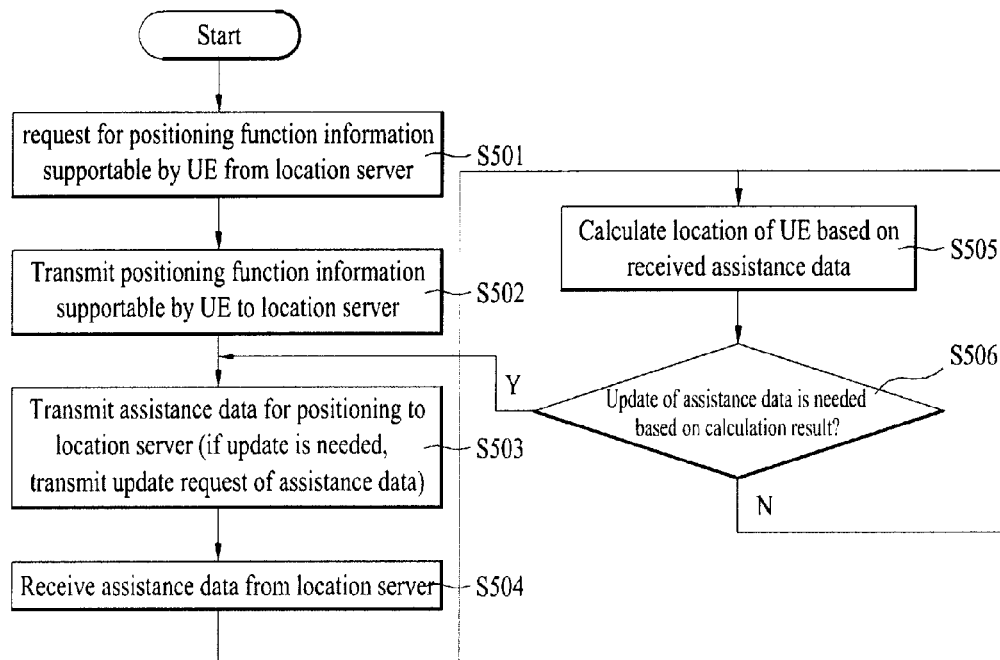 Start
request for positioning function information
supportable by UE from location server
S501
Transmit positioning function information
supportable by UE to location server
S502
Transmit assistance data for positioning to
location server (if update is needed,
transmit update request of assistance data)
S503
Receive assistance data from location server
S504
Calculate location of UE based on
received assistance data
S505
Update of assistance data is needed
based on calculation result?
S506
Y
N